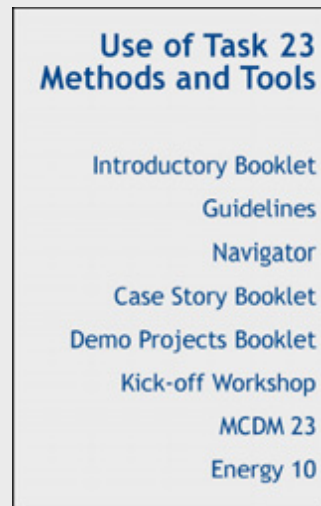 Use of Task 23
Methods and Tools
Introductory Booklet
Guidelines
Navigator
Case Story Booklet
Demo Projects Booklet
Kick-off Workshop
MCDM 23
Energy 10